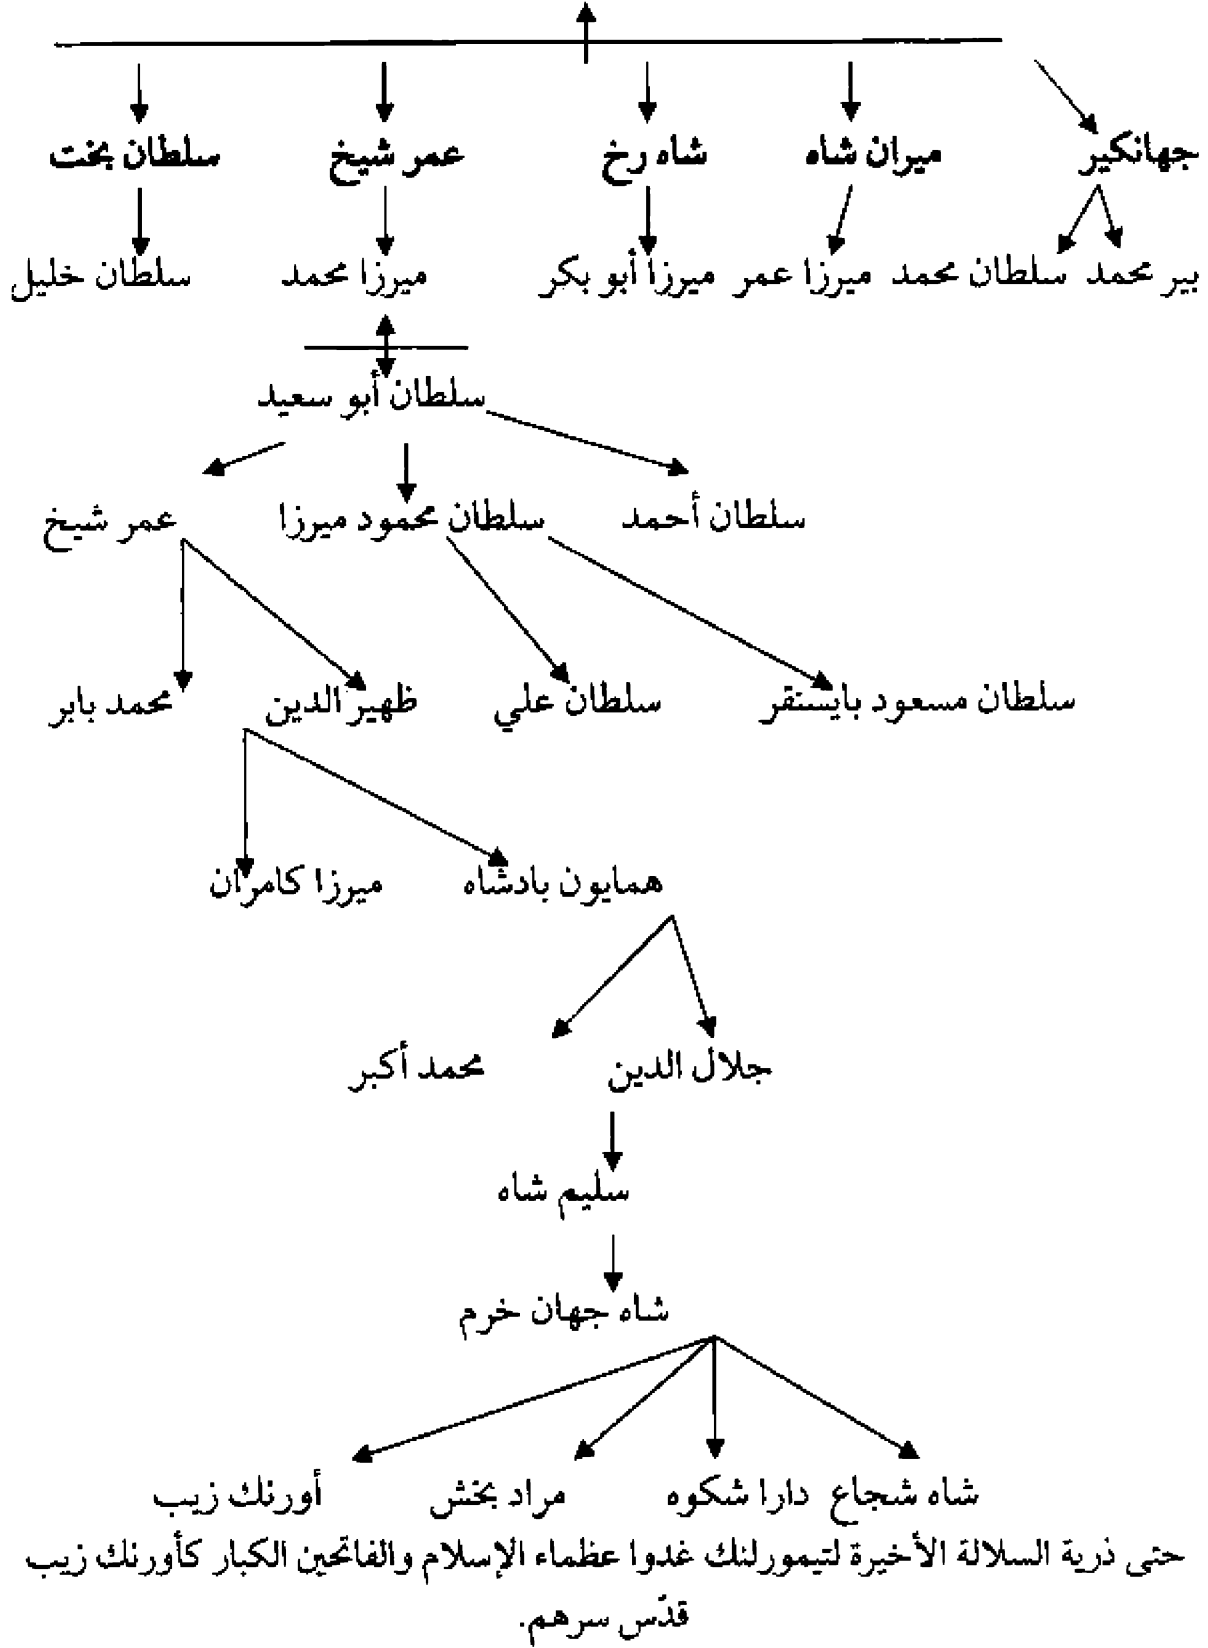 جهانكير ميران شاه شاه رخ عمر شيخ سلطان بخت
بير محمد سلطان محمد ميرزا عمر ميرزا أبو بكر ميرزا محمد سلطان خليل
سلطان أبو سعيد
سلطان أحمد سلطان محمود ميرزا عمر شيخ
سلطان مسعود بايسنقر سلطان علي ظهير الدين محمد بابر
همايون بادشاه ميرزا كامران
جلال الدين محمد أكبر
سليم شاه
شاه جهان خرم
شاه شجاع دارا شكوه مراد بخش أورنك زيب
حتى ذرية السلالة الأخيرة لتيمورلنك غدوا عظماء الإسلام والفاتحين الكبار كأورنك زيب
قدّس سرهم.